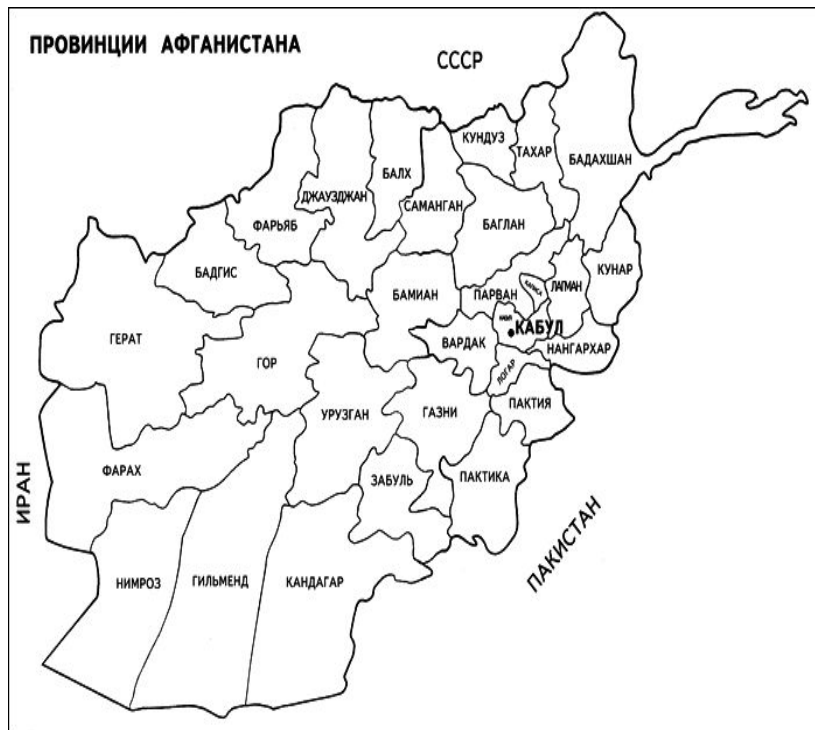 ПРОВИНЦИИ АФГАНИСТАНА
СССР
КУНДУЗ
ТАХАР
БАДАХШАН
БАЛХ
ДЖАУЗДЖАН
САМАНГАН
ФАРЬЯБ
БАГЛАН
БАДГИС
КУНАР
ЛАГМАН
КАПИСА
БАМИАН
ПАРВАН
КАБУЛ
ГЕРАТ
ВАРДАК
НАНГАРХАР
ГОР
ЛОГАР
ПАКТИЯ
УРУЗГАН
ГАЗНИ
ФАРАХ
ЗАБУЛЬ
ПАКТИКА
ИРАН
ПАКИСТАН
НИМРОЗ
ГИЛЬМЕНД
КАНДАГАР